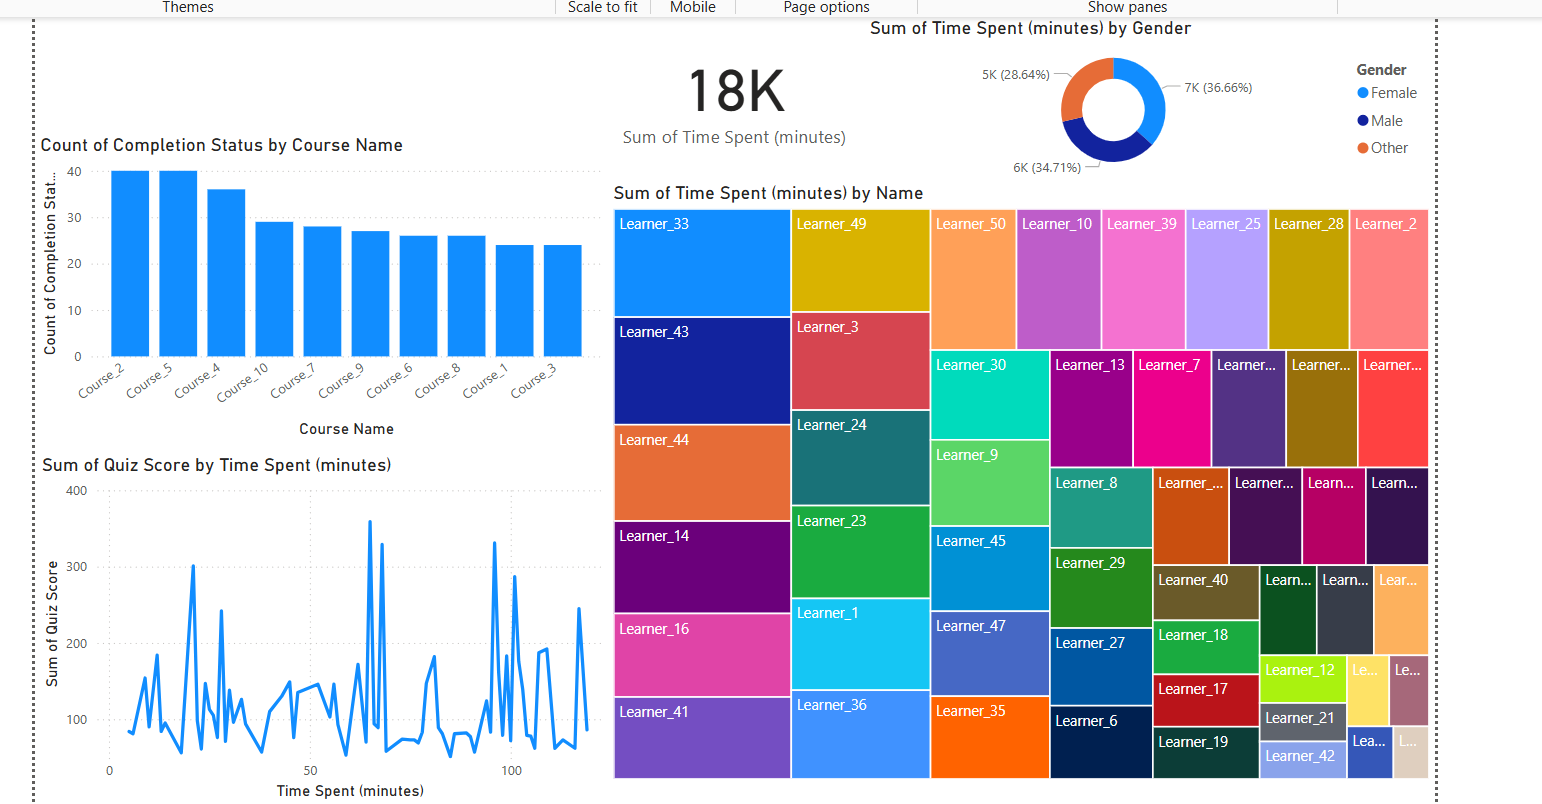 Themes
Scale to fit
Mobile
Page options
Show panes
Sum of Time Spent (minutes) by Gender
18K
Sum of Time Spent (minutes)
5K (28.64%)
7K (36.66%)
6K (34.71%)
Gender
Female
Male
Other
Count of Completion Status by Course Name
Count of Completion Stat...
40
30
20
10
0
Course_2
Course_5
Course_4
Course_10
Course_7
Course_9
Course_6
Course_8
Course_1
Course_3
Course Name
Sum of Quiz Score by Time Spent (minutes)
Sum of Quiz Score
400
300
200
100
0
50
100
Time Spent (minutes)
Sum of Time Spent (minutes) by Name
Learner_33
Learner_43
Learner_44
Learner_14
Learner_16
Learner_41
Learner_49
Learner_3
Learner_24
Learner_23
Learner_1
Learner_36
Learner_50
Learner_10
Learner_39
Learner_25
Learner_28
Learner_2
Learner_30
Learner_9
Learner_45
Learner_47
Learner_35
Learner_13
Learner_7
Learner...
Learner...
Learner...
Learner_8
Learner_29
Learner_27
Learner_6
Learner_...
Learner...
Learn...
Learn...
Learner_40
Learner_18
Learner_17
Learner_19
Learn...
Learn...
Lear...
Learner_12
Learner_21
Learner_42
Le...
Le...
Lea...
L...